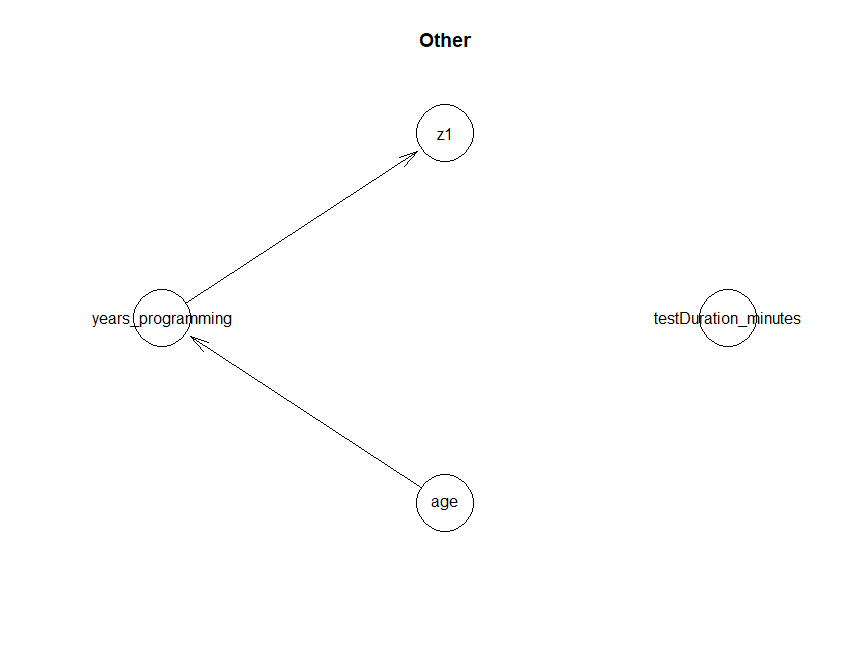 Other
z1
years_programming
testDuration_minutes
age